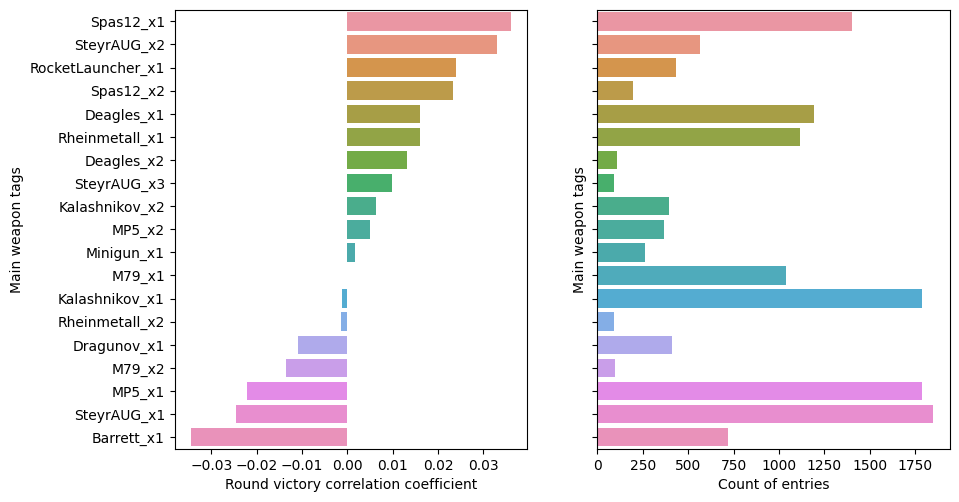 Main weapon tags
Spas12_x1
SteyrAUG_x2
RocketLauncher_x1
Spas12_x2
Deagles_x1
Rheinmetall_x1
Deagles_x2
SteyrAUG_x3
Kalashnikov_x2
MP5_x2
Minigun_x1
M79_x1
Kalashnikov_x1
Rheinmetall_x2
Dragunov_x1
M79_x2
MP5_x1
SteyrAUG_x1
Barrett_x1
−0.03 −0.02 −0.01 0.00 0.01 0.02 0.03
Round victory correlation coefficient
Main weapon tags
0 250 500 750 1000 1250 1500 1750
Count of entries